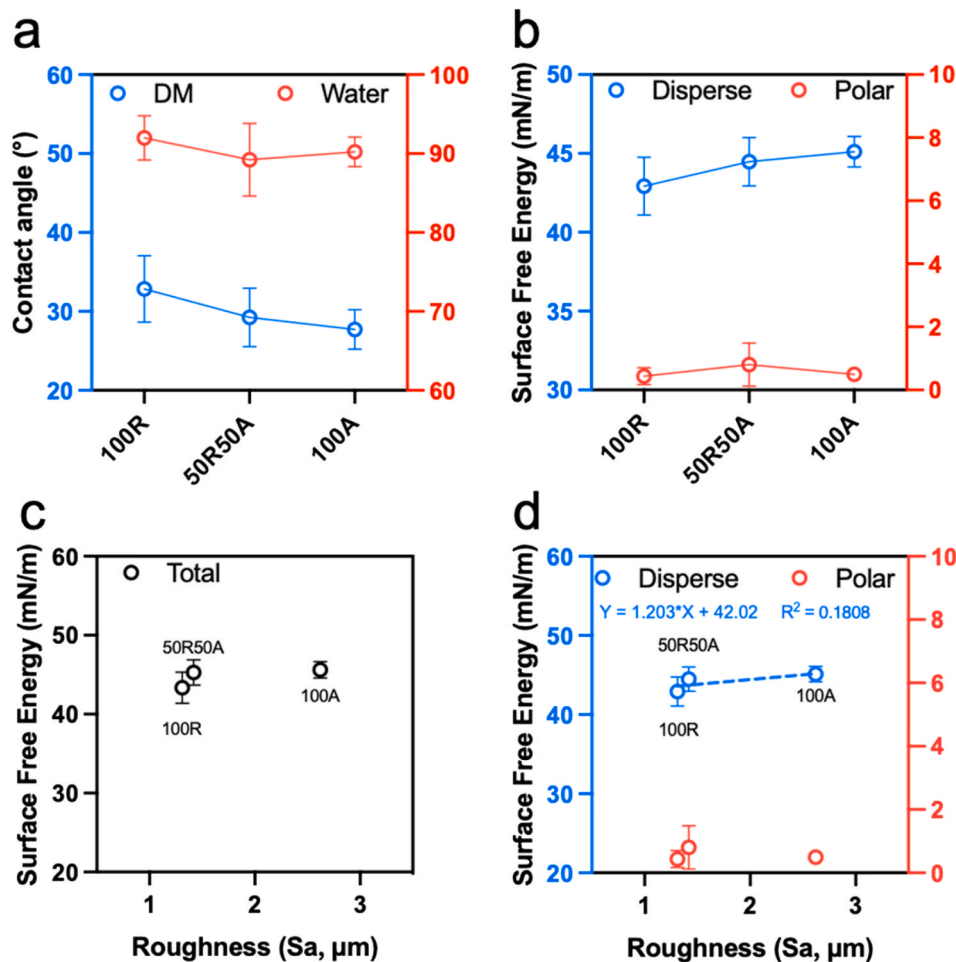 a
60
DM
Water
100
50
90
40
80
30
70
20
60
Contact angle (°)
100R
50R50A
100A
b
50
Disperse
Polar
10
45
8
40
6
4
35
2
30
0
Surface Free Energy (mN/m)
100R
50R50A
100A
c
60
Total
50
50R50A
40
100R
100A
30
20
Surface Free Energy (mN/m)
1
2
3
Roughness (Sa, μm)
d
60
Disperse
Polar
10
Y = 1.203*X + 42.02 R² = 0.1808
50
50R50A
8
6
40
100R
100A
4
30
2
20
0
Surface Free Energy (mN/m)
1
2
3
Roughness (Sa, μm)